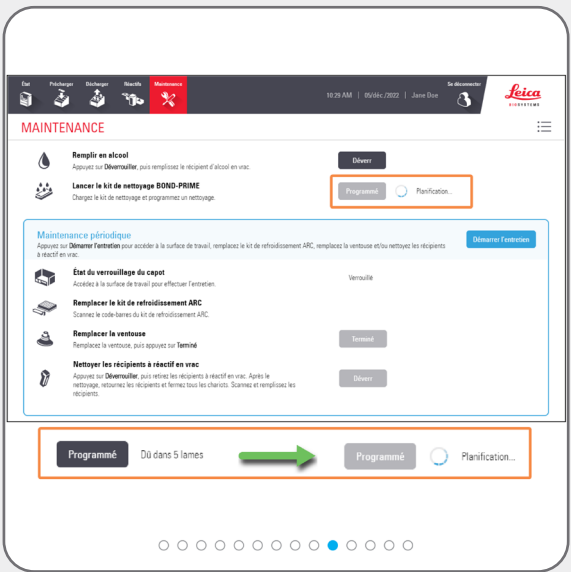 État Précharger Décharger Réactifs Maintenance
10:29 AM | 05/déc/2022 | Jane Doe
Se déconnecter
Leica
BIOSYSTEMS
MAINTENANCE
Remplir en alcool
Appuyez sur Déverrouiller, puis remplissez le récipient d'alcool en vrac.
Déverr
Lancer le kit de nettoyage BOND-PRIME
Chargez le kit de nettoyage et programmez un nettoyage.
Programmé Planification...
Maintenance périodique
Appuyez sur Démarrer l'entretien pour accéder à la surface de travail, remplacez le kit de refroidissement ARC, remplacez la ventouse et/ou nettoyez les récipients
à réactif en vrac.
Démarrer l'entretien
État du verrouillage du capot
Accédez à la surface de travail pour effectuer l'entretien.
Verrouillé
Remplacer le kit de refroidissement ARC
Scannez le code-barres du kit de refroidissement ARC.
Remplacer la ventouse
Remplacez la ventouse, puis appuyez sur Terminé
Terminé
Nettoyer les récipients à réactif en vrac
Appuyez sur Déverrouiller, puis retirez les récipients à réactif en vrac. Après le
nettoyage, retournez les récipients et fermez tous les chariots. Scannez et remplissez les
récipients.
Déverr
Programmé Dû dans 5 lames Programmé Planification...